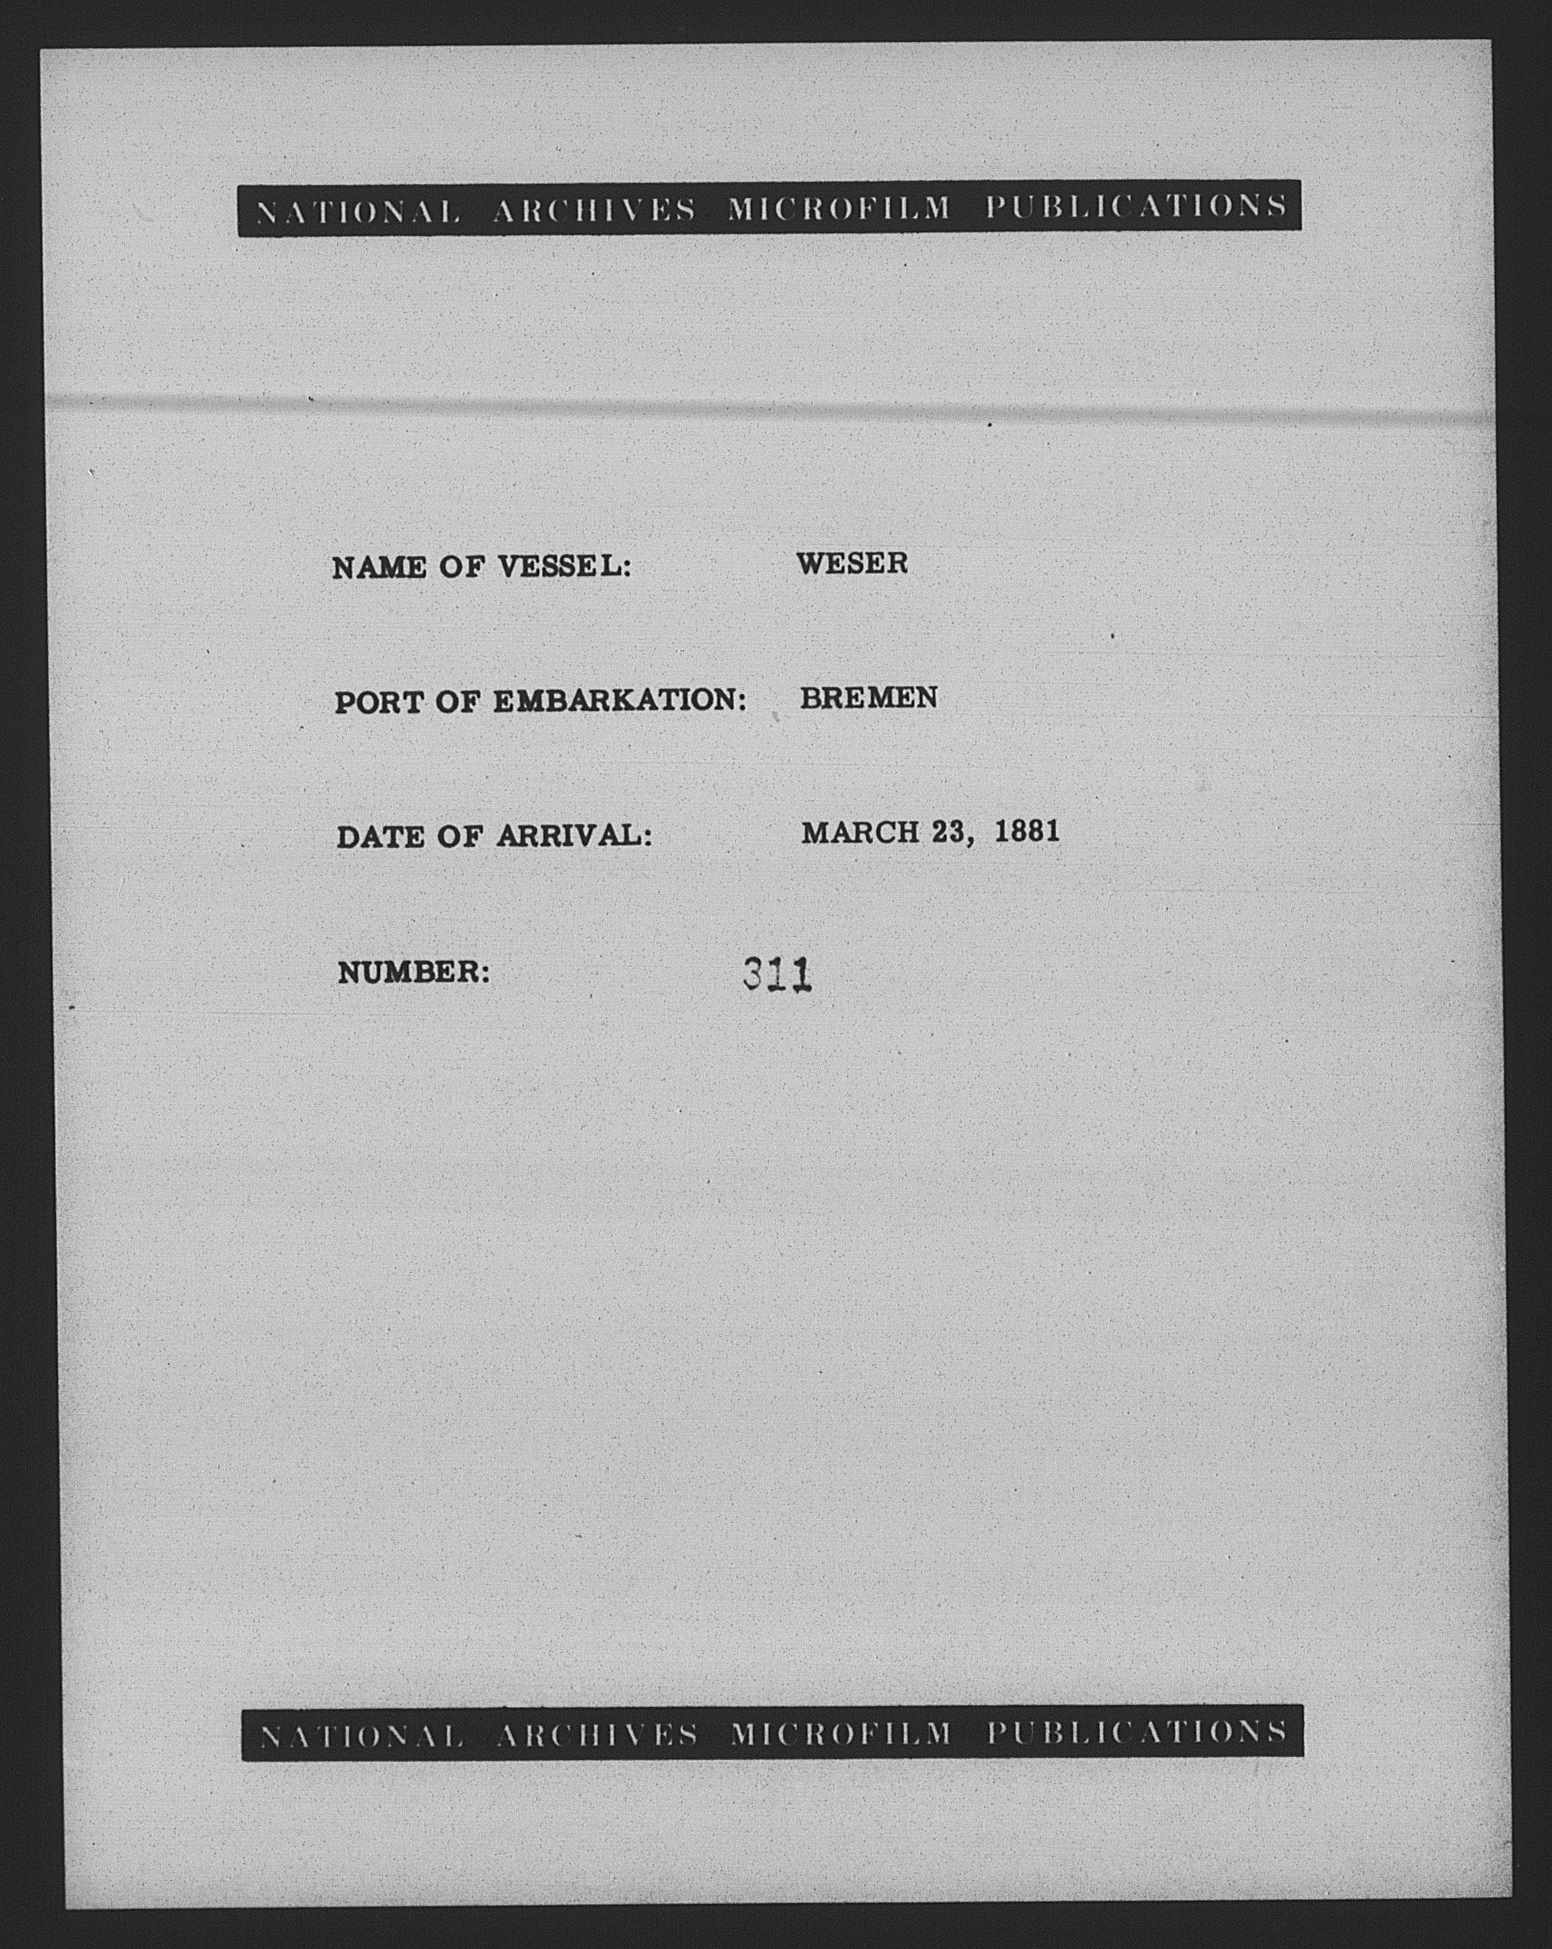 NATIONAL ARCHIVES MICROFILM PUBLICATIONS
NAME OF VESSEL: WESER
PORT OF EMBARKATION: BREMEN
DATE OF ARRIVAL: MARCH 23, 1881
NUMBER: 311
NATIONAL ARCHIVES MICROFILM PUBLICATIONS